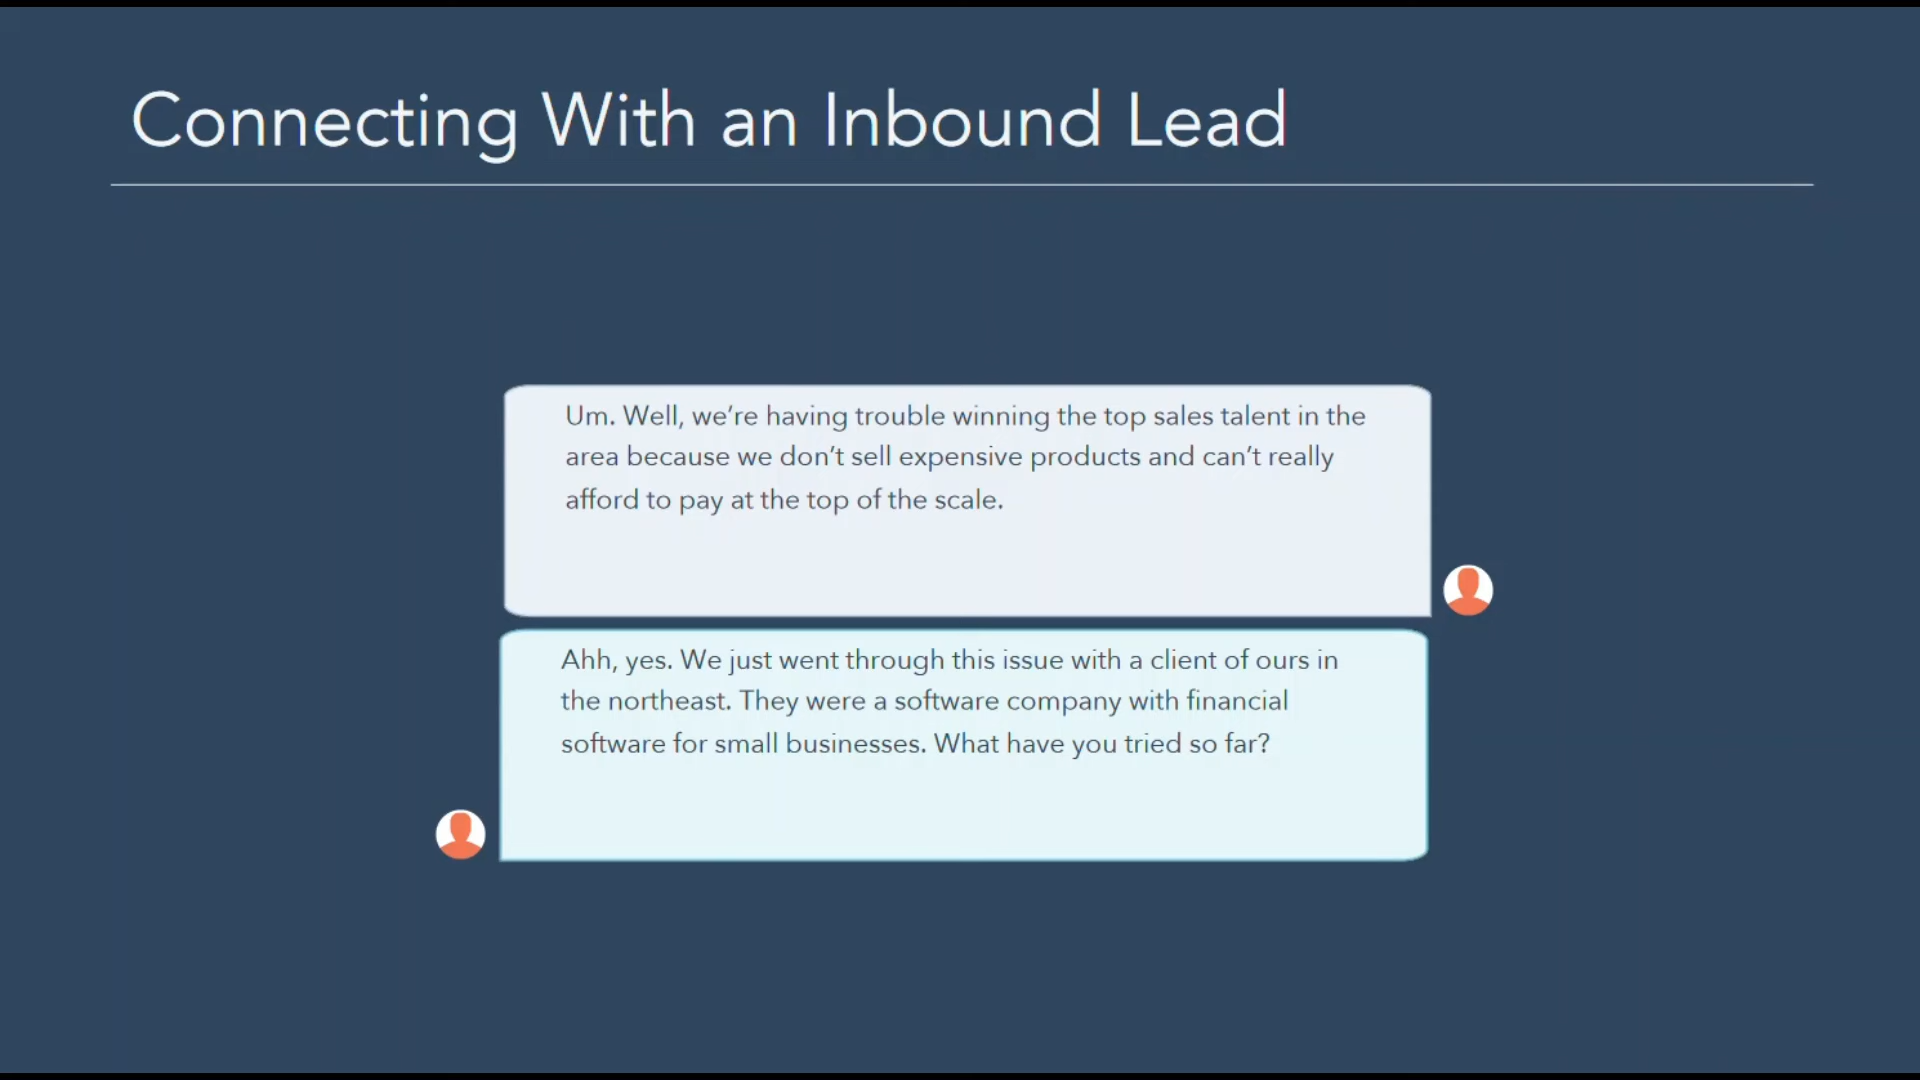 Connecting With an Inbound Lead
Um. Well, we’re having trouble winning the top sales talent in the
area because we don’t sell expensive products and can’t really
afford to pay at the top of the scale.
Ahh, yes. We just went through this issue with a client of ours in
the northeast. They were a software company with financial
software for small businesses. What have you tried so far?